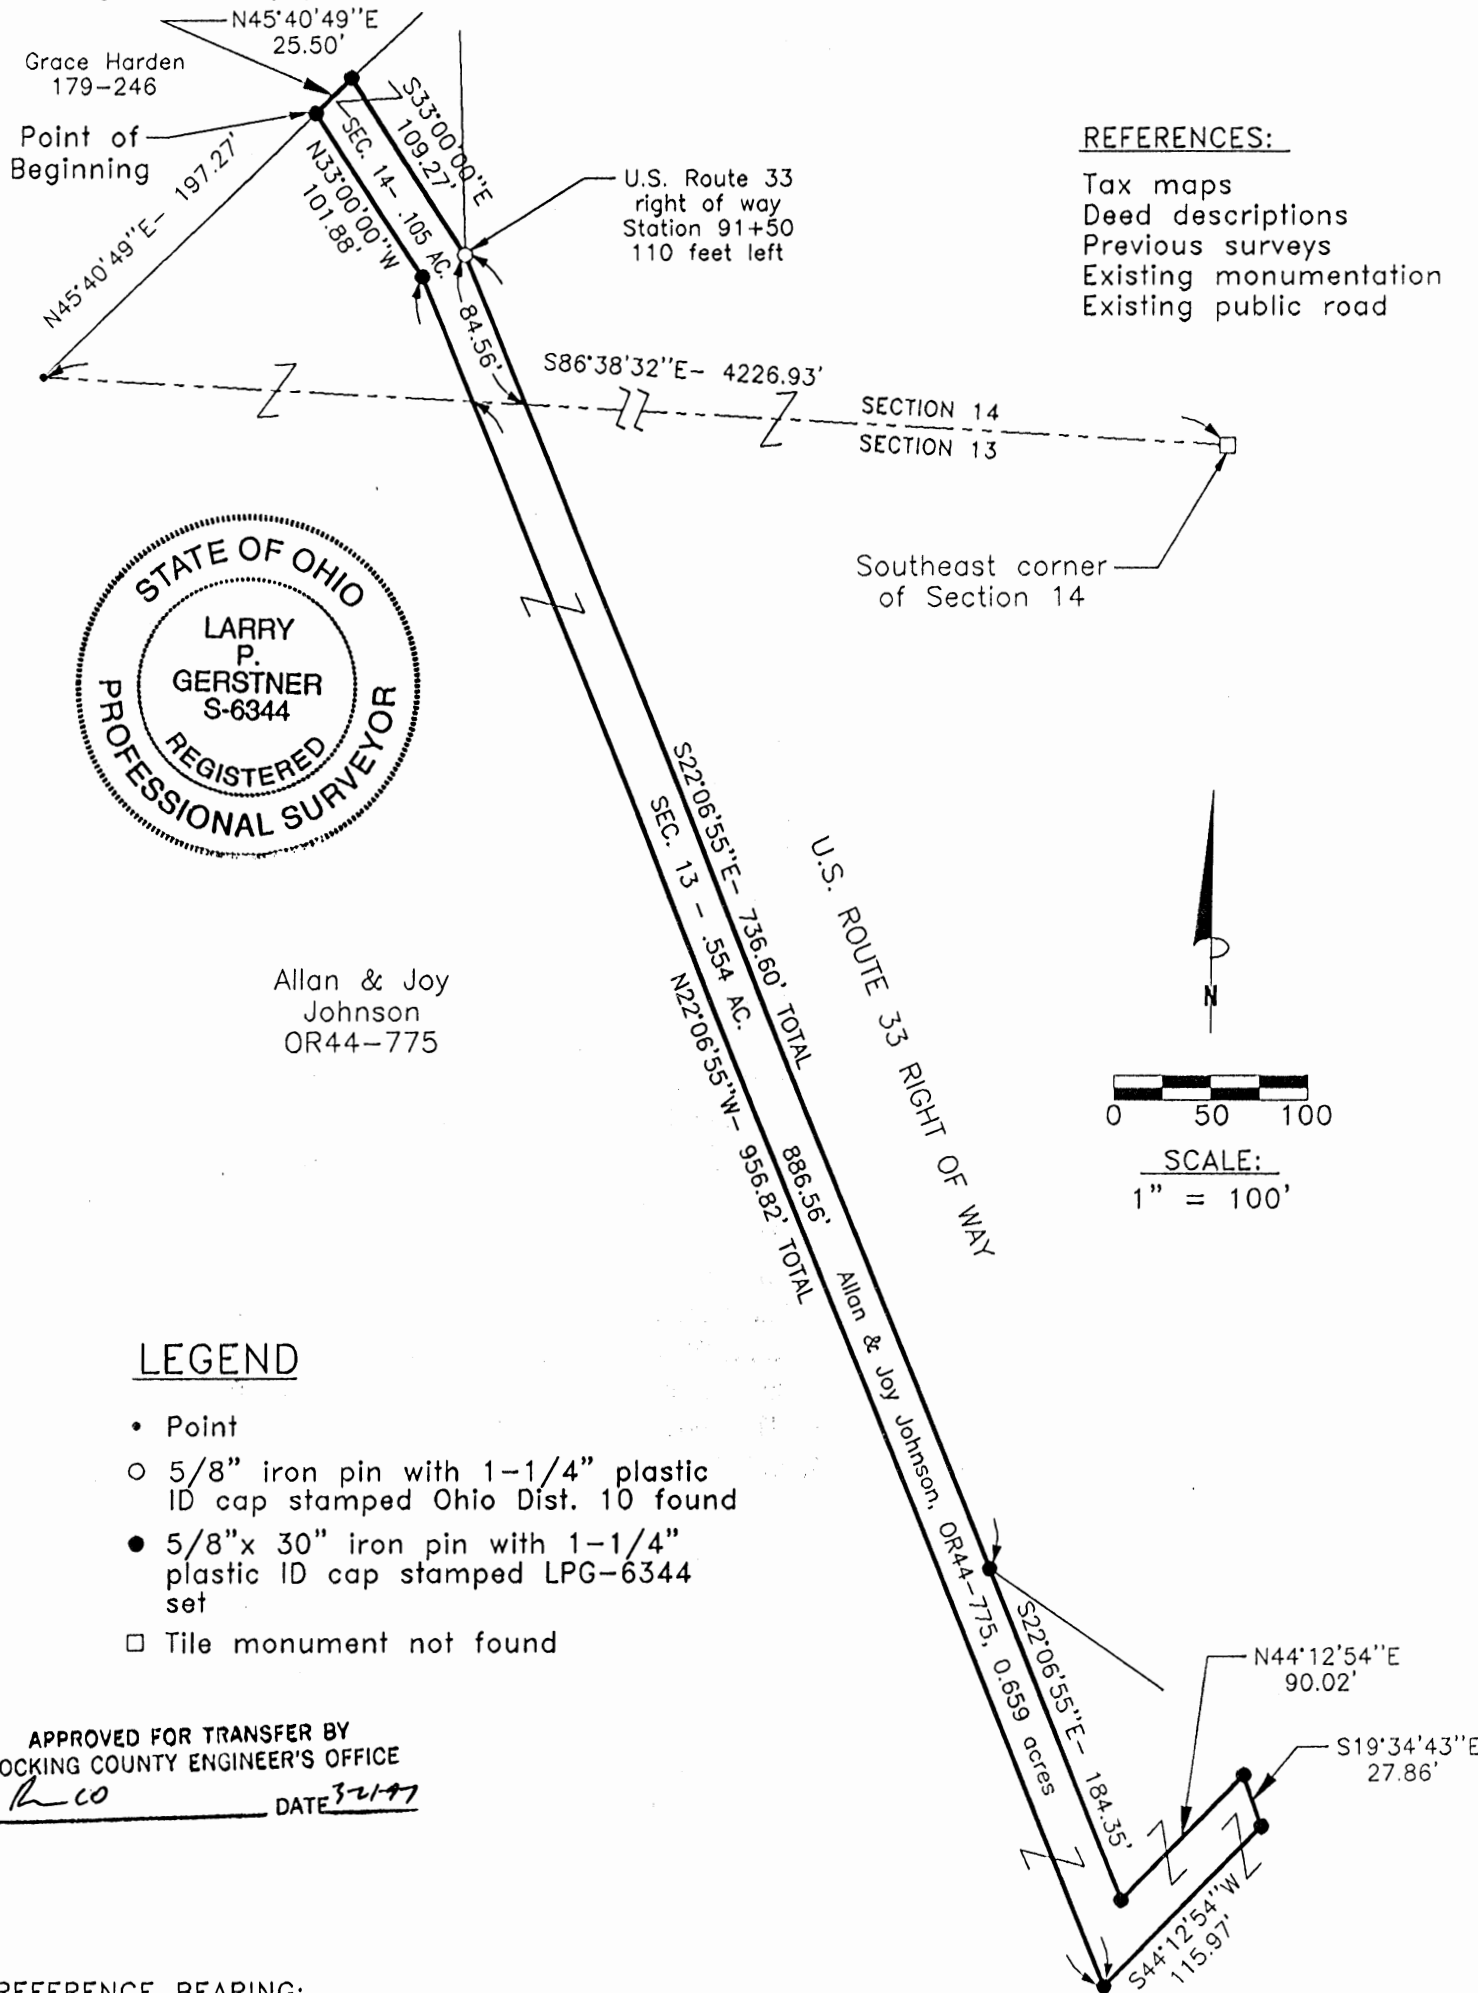 N45°40'49"E
25.50'
Grace Harden
179-246
Point of
Beginning
N45°40'49"E- 197.27'
S33°00'00"E
109.27'
SEC. 14- .105 AC.
N33°00'00"W
101.88'
U.S. Route 33
right of way
Station 91+50
110 feet left
REFERENCES:
Tax maps
Deed descriptions
Previous surveys
Existing monumentation
Existing public road
84.56'
S86°38'32"E- 4226.93'
SECTION 14
SECTION 13
Southeast corner
of Section 14
STATE OF OHIO
LARRY
P.
GERSTNER
S-6344
REGISTERED
PROFESSIONAL SURVEYOR
S22°06'55"E- 736.60' TOTAL
SEC. 13 - .554 AC.
U.S. ROUTE 33 RIGHT OF WAY
Allan & Joy
Johnson
OR44-775
N22°06'55"W- 956.82' TOTAL
886.56'
N
0 50 100
SCALE:
1" = 100'
Allan & Joy Johnson, OR44-775, 0.659 acres
LEGEND
Point
5/8" iron pin with 1-1/4" plastic
ID cap stamped Ohio Dist. 10 found
5/8"x 30" iron pin with 1-1/4"
plastic ID cap stamped LPG-6344
set
Tile monument not found
S22°06'55"E- 184.35'
N44°12'54"E
90.02'
S19°34'43"E
27.86'
S44°12'54"W
115.97'
APPROVED FOR TRANSFER BY
OCKING COUNTY ENGINEER'S OFFICE
DATE 3-21-97
REFERENCE BEARING: